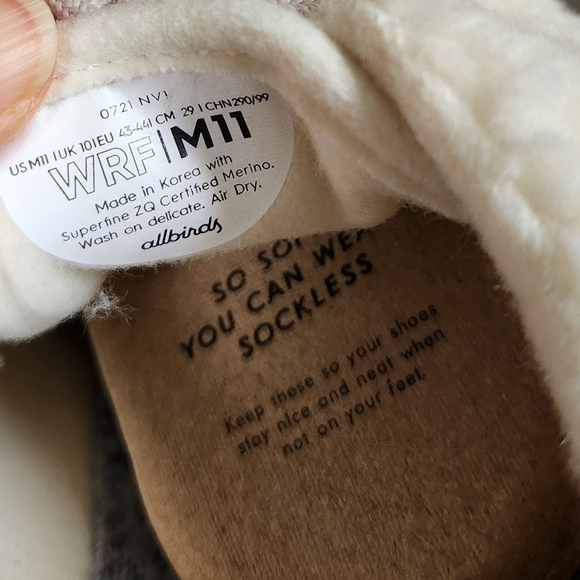 0721 NV1
US M11 | UK 10 | EU 43-44 | CM 29 | CHN290/99
WRF|M11
Made in Korea with
Superfine ZQ Certified Merino.
Wash on delicate. Air Dry.
allbirds
SO
YOU CAN WEA
SOCKLESS
Keep these so your shoes
stay nice and neat when
not on your feet.